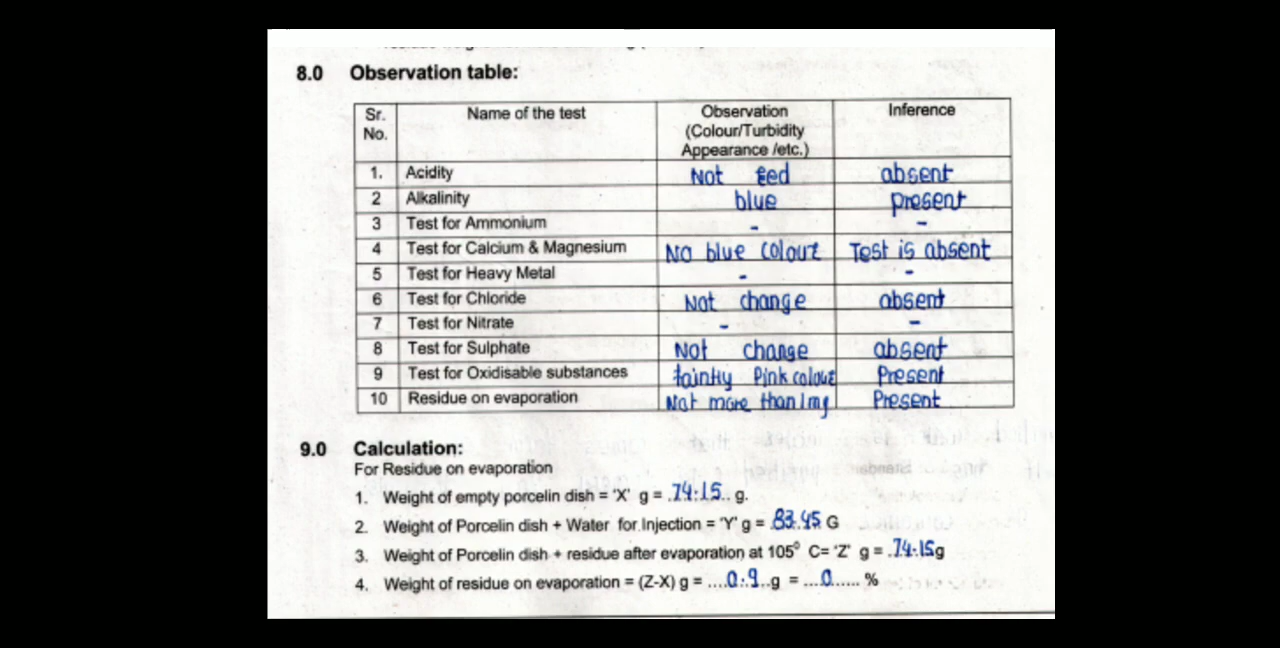 8.0 Observation table:
Sr. No. Name of the test Observation (Colour/Turbidity Appearance /etc.) Inference
1. Acidity Not red absent
2 Alkalinity blue present
3 Test for Ammonium - -
4 Test for Calcium & Magnesium No blue colour Test is absent
5 Test for Heavy Metal - -
6 Test for Chloride Not change absent
7 Test for Nitrate - -
8 Test for Sulphate Not change absent
9 Test for Oxidisable substances faintly Pink colour Present
10 Residue on evaporation Not more than 1mg Present
9.0 Calculation:
For Residue on evaporation
1. Weight of empty porcelin dish = 'X' g = .74.15.. g.
2. Weight of Porcelin dish + Water for Injection = 'Y' g = .83.45 G
3. Weight of Porcelin dish + residue after evaporation at 105° C= 'Z' g = .74.15g
4. Weight of residue on evaporation = (Z-X) g = ....0.9..g = ...0...... %